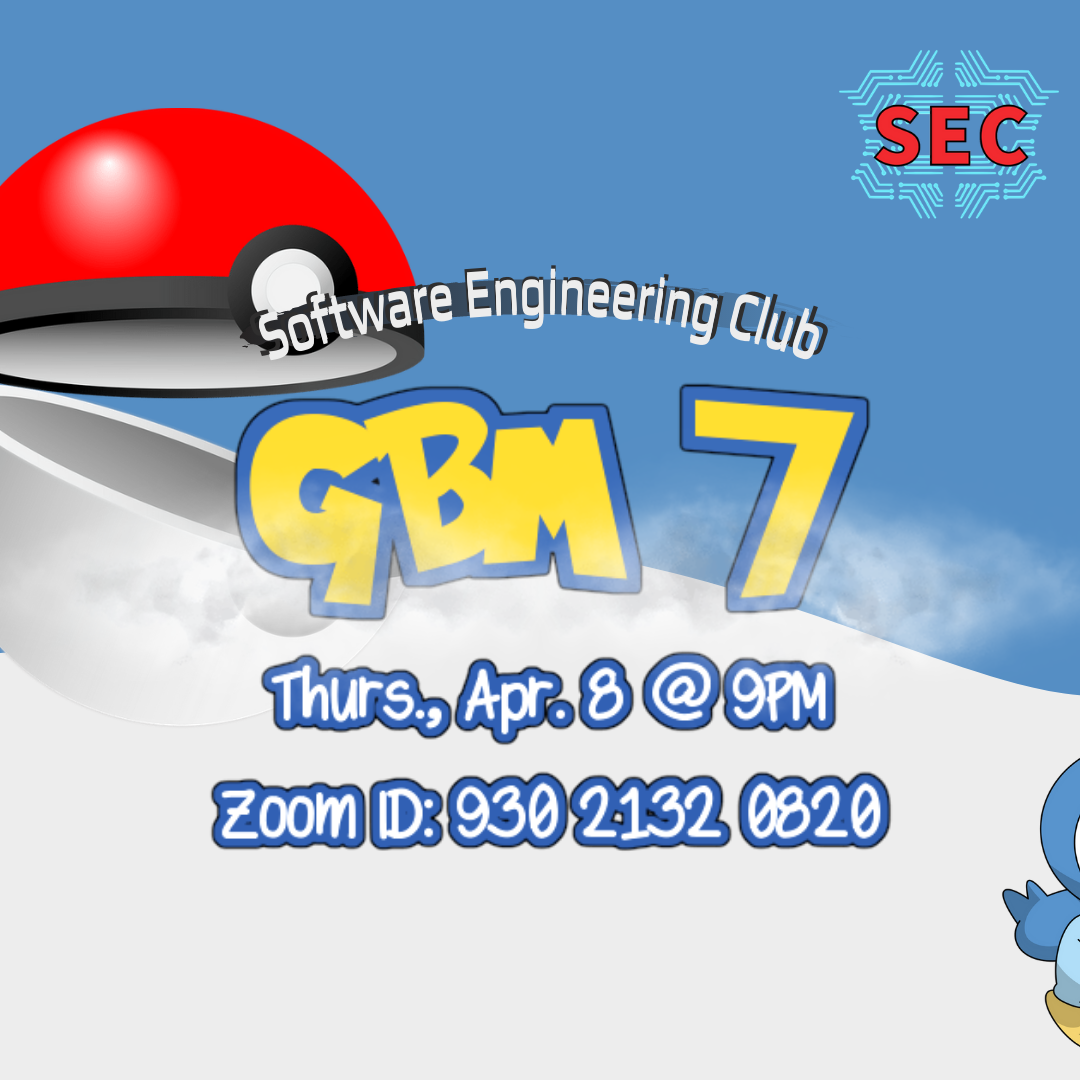 SEC
Software Engineering Club
GBM 7
Thurs., Apr. 8 @ 9PM
Zoom ID: 930 2132 0820